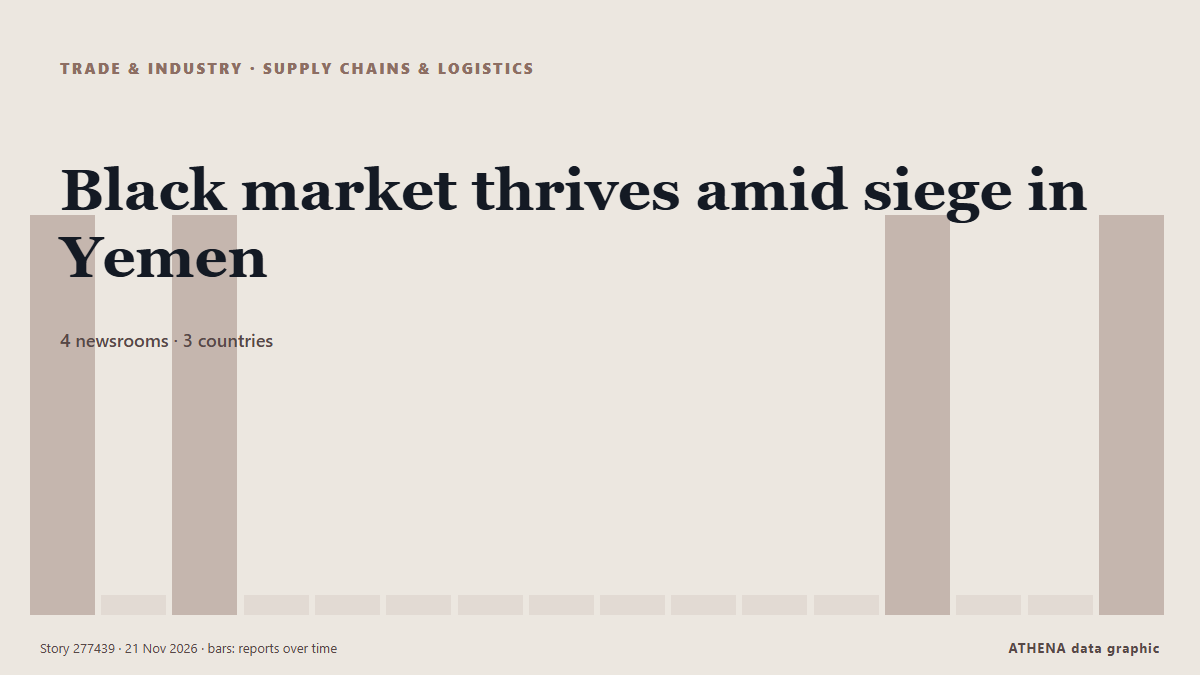 TRADE & INDUSTRY · SUPPLY CHAINS & LOGISTICS
Black market thrives amid siege in
Yemen
4 newsrooms · 3 countries
Story 277439 · 21 Nov 2026 · bars: reports over time
ATHENA data graphic